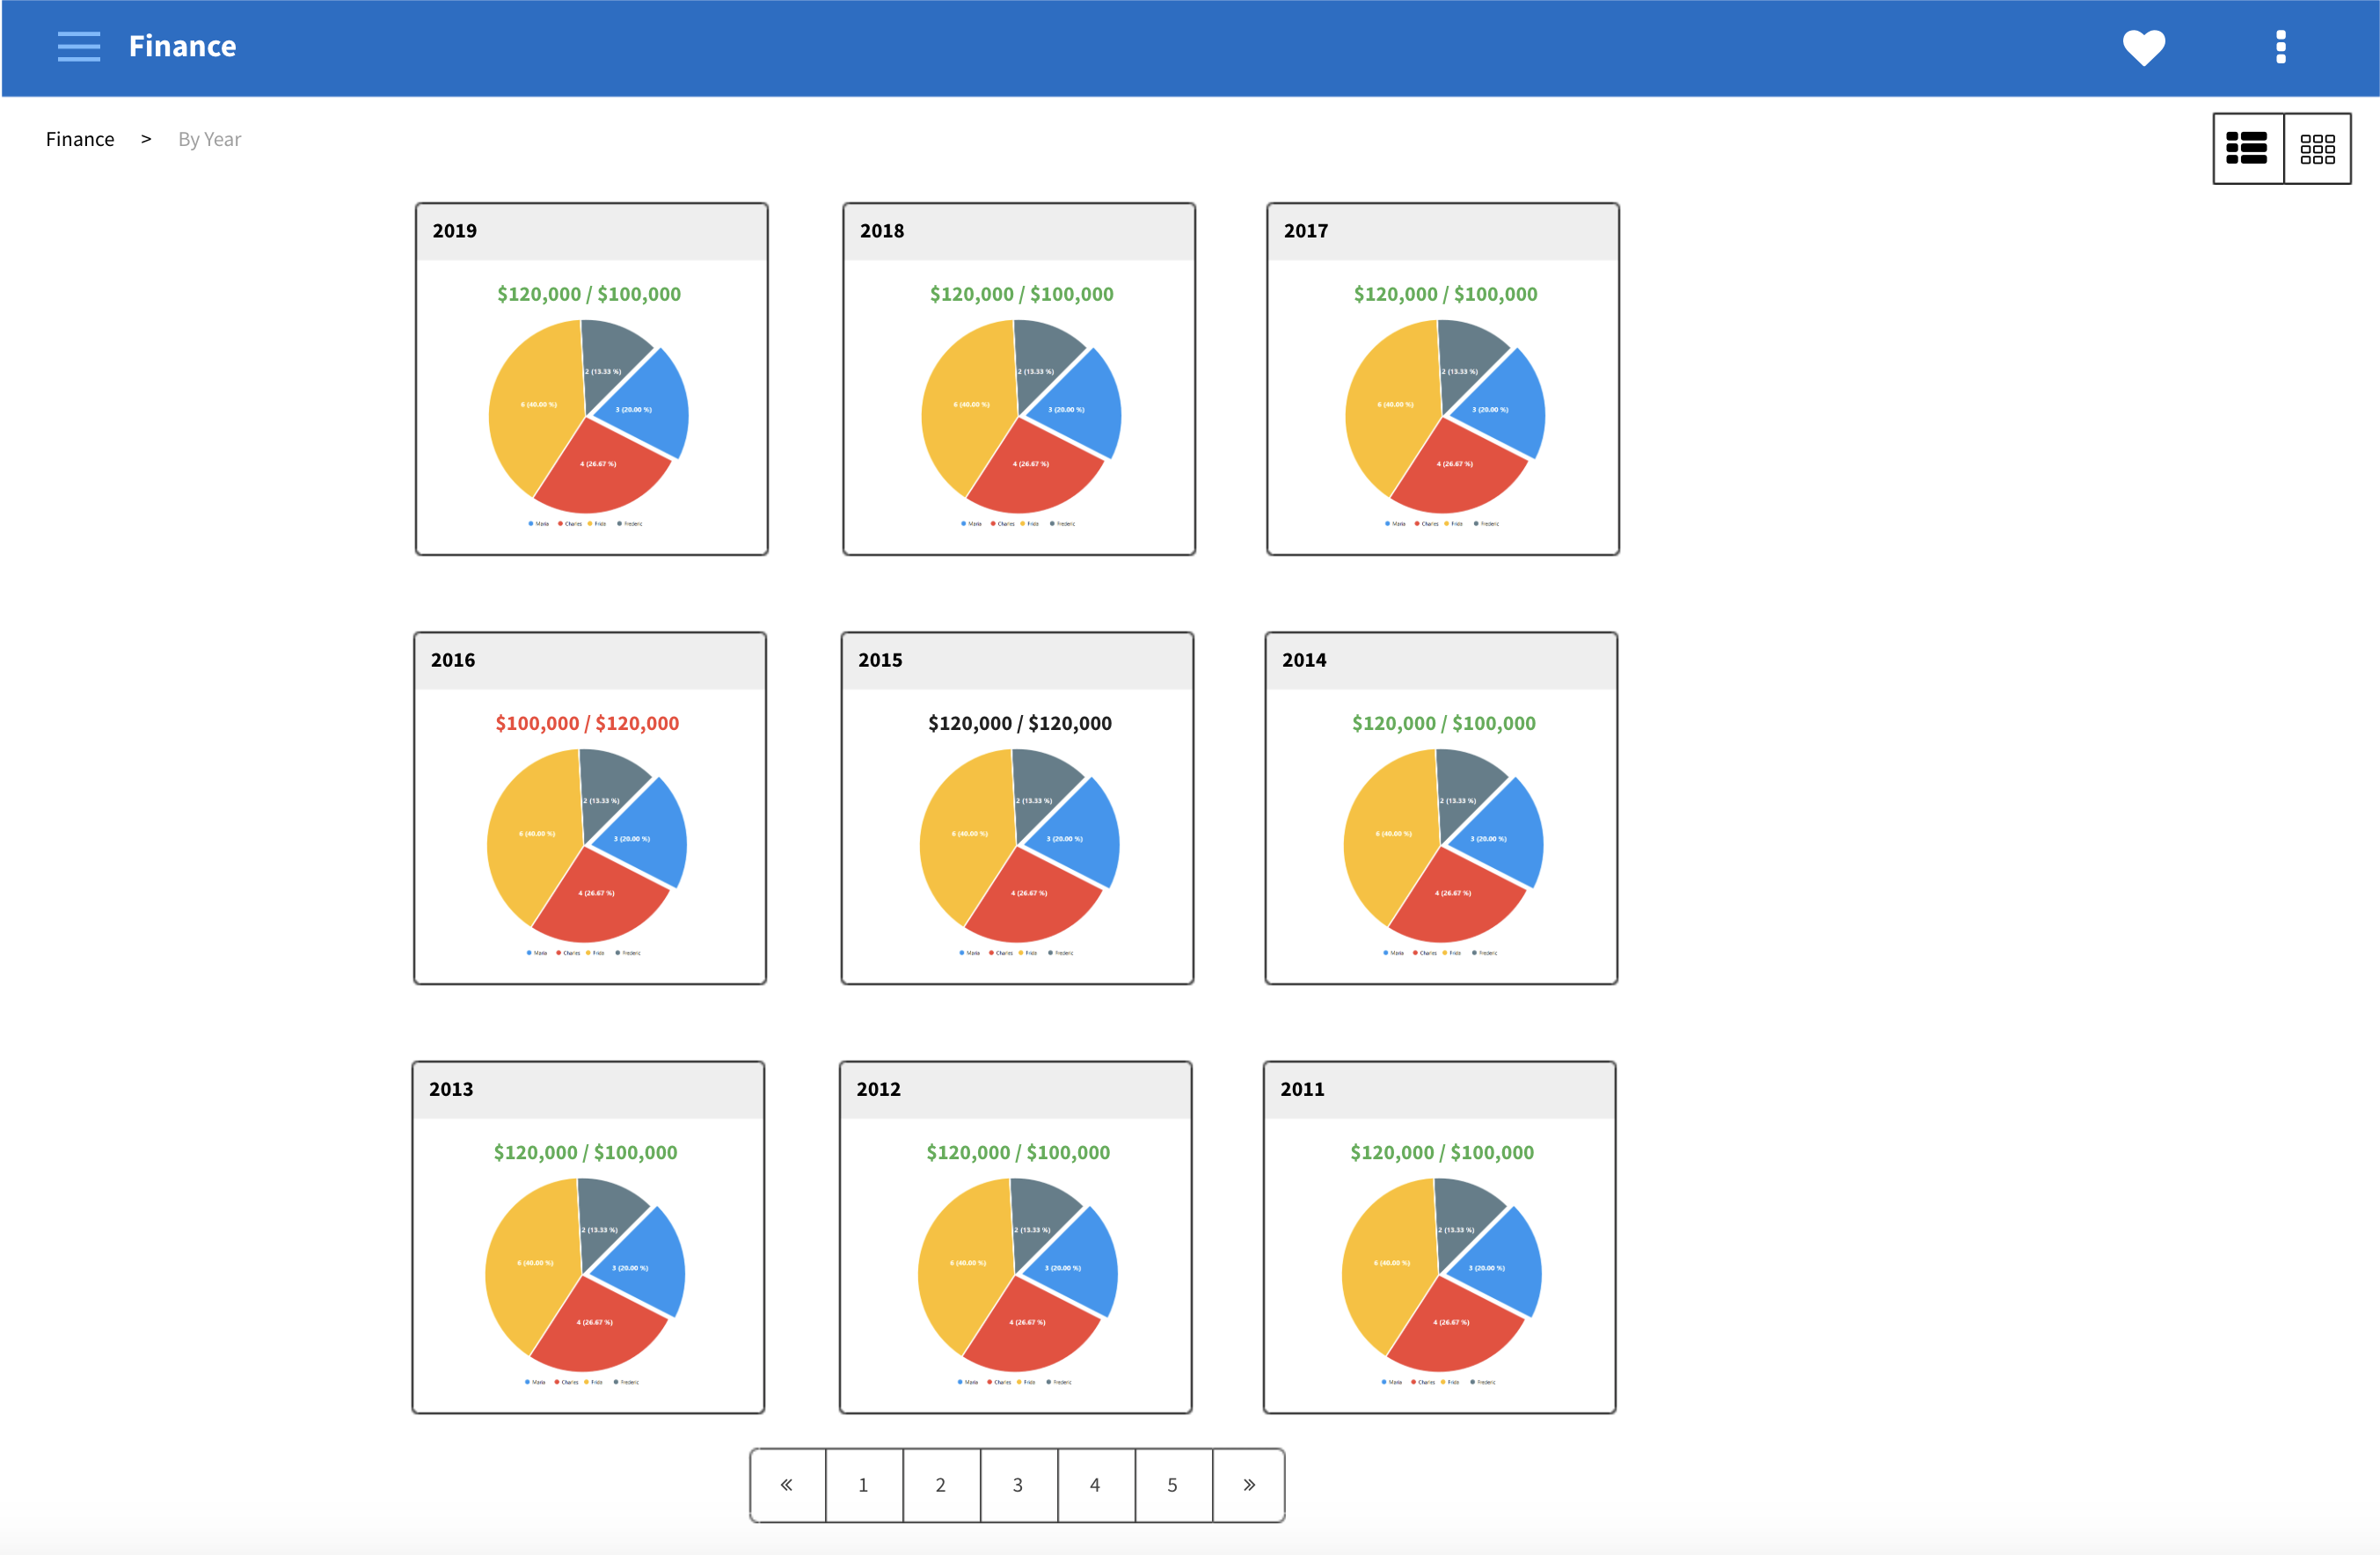 Finance
Finance > By Year
2019
$120,000 / $100,000
2 (13.33 %)
6 (40.00 %)
3 (20.00 %)
4 (26.67 %)
Maria Charles Frida Frederic
2018
$120,000 / $100,000
2 (13.33 %)
6 (40.00 %)
3 (20.00 %)
4 (26.67 %)
Maria Charles Frida Frederic
2017
$120,000 / $100,000
2 (13.33 %)
6 (40.00 %)
3 (20.00 %)
4 (26.67 %)
Maria Charles Frida Frederic
2016
$100,000 / $120,000
2 (13.33 %)
6 (40.00 %)
3 (20.00 %)
4 (26.67 %)
Maria Charles Frida Frederic
2015
$120,000 / $120,000
2 (13.33 %)
6 (40.00 %)
3 (20.00 %)
4 (26.67 %)
Maria Charles Frida Frederic
2014
$120,000 / $100,000
2 (13.33 %)
6 (40.00 %)
3 (20.00 %)
4 (26.67 %)
Maria Charles Frida Frederic
2013
$120,000 / $100,000
2 (13.33 %)
6 (40.00 %)
3 (20.00 %)
4 (26.67 %)
Maria Charles Frida Frederic
2012
$120,000 / $100,000
2 (13.33 %)
6 (40.00 %)
3 (20.00 %)
4 (26.67 %)
Maria Charles Frida Frederic
2011
$120,000 / $100,000
2 (13.33 %)
6 (40.00 %)
3 (20.00 %)
4 (26.67 %)
Maria Charles Frida Frederic
« 1 2 3 4 5 »